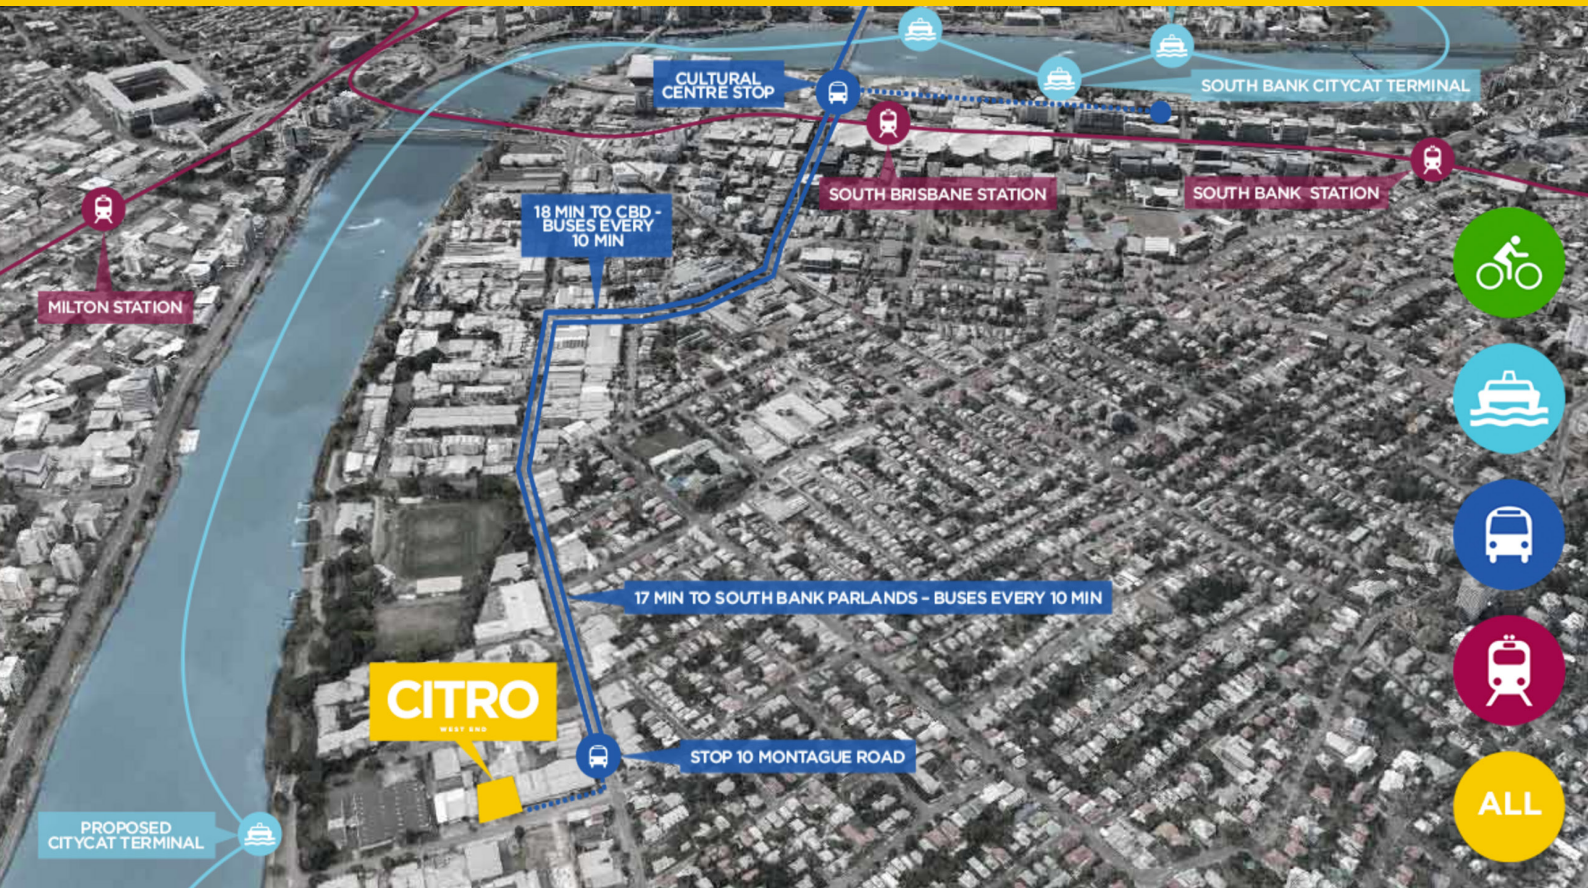 CULTURAL
CENTRE STOP
SOUTH BANK CITYCAT TERMINAL
SOUTH BRISBANE STATION
SOUTH BANK STATION
18 MIN TO CBD -
BUSES EVERY
10 MIN
MILTON STATION
17 MIN TO SOUTH BANK PARLANDS – BUSES EVERY 10 MIN
CITRO
WEST END
STOP 10 MONTAGUE ROAD
ALL
PROPOSED
CITYCAT TERMINAL